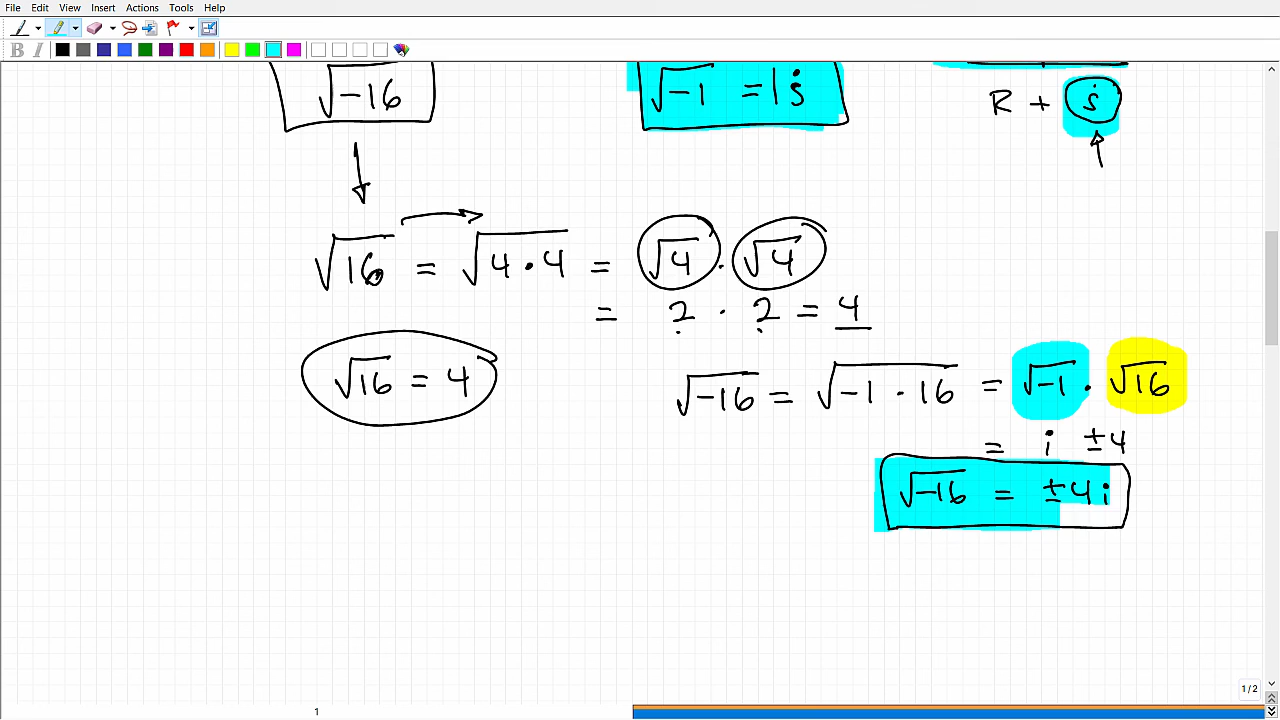 File Edit View Insert Actions Tools Help
B I
√-16
√-1 = 1i
R + i
√16 = √4·4 = √4 · √4
= 2 · 2 = 4
√16 = 4
√-16 = √-1·16 = √-1 · √16
= i ±4
√-16 = ±4i
1/2
1